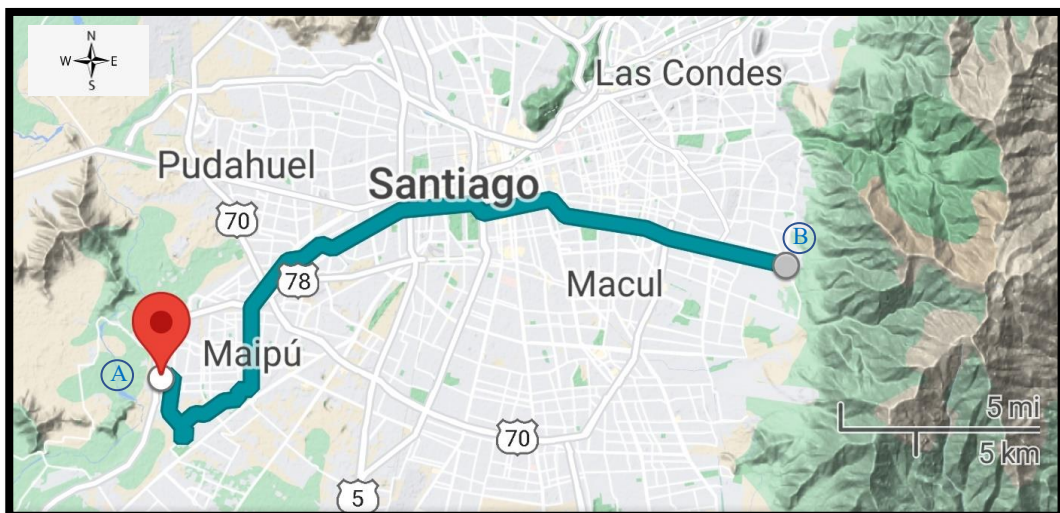 N
W E
S
Las Condes
Pudahuel
Santiago
70
B
78
Macul
Maipú
A
5 mi
70
5 km
5